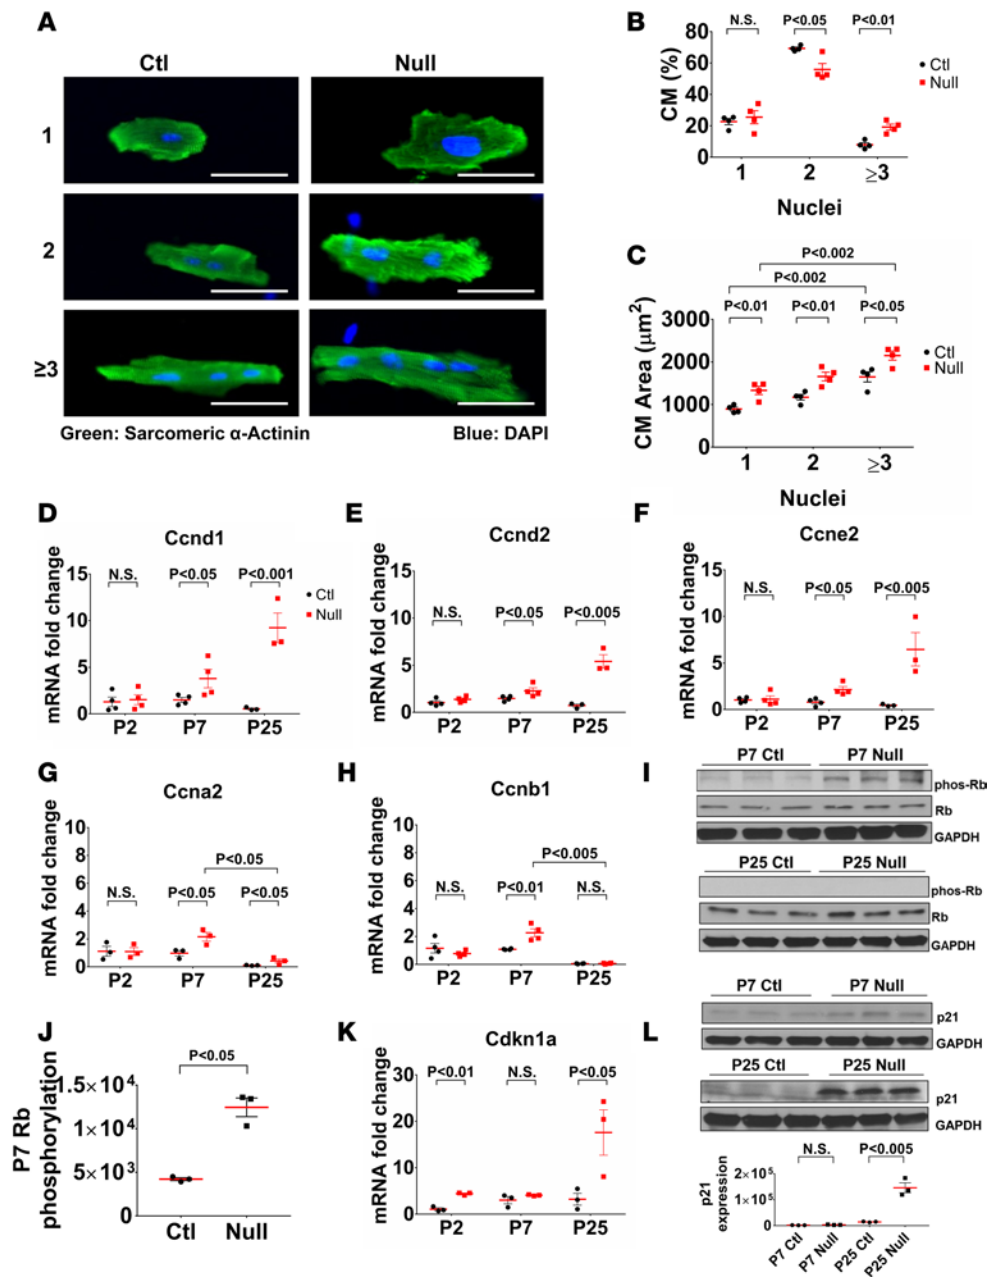 A
Ctl
Null
1
2
≥3
Green: Sarcomeric α-Actinin
Blue: DAPI
B
N.S.
P<0.05
P<0.01
CM (%)
80
60
40
20
0
Ctl
Null
1
2
≥3
Nuclei
C
P<0.002
P<0.002
P<0.01
P<0.01
P<0.05
CM Area (μm²)
3000
2000
1000
0
Ctl
Null
1
2
≥3
Nuclei
D
Ccnd1
mRNA fold change
15
10
5
0
N.S.
P<0.05
P<0.001
Ctl
Null
P2
P7
P25
E
Ccnd2
mRNA fold change
15
10
5
0
N.S.
P<0.05
P<0.005
P2
P7
P25
F
Ccne2
mRNA fold change
15
10
5
0
N.S.
P<0.05
P<0.005
P2
P7
P25
G
Ccna2
mRNA fold change
10
8
6
4
2
0
P<0.05
N.S.
P<0.05
P<0.05
P2
P7
P25
H
Ccnb1
mRNA fold change
10
8
6
4
2
0
P<0.005
N.S.
P<0.01
N.S.
P2
P7
P25
I
P7 Ctl
P7 Null
phos-Rb
Rb
GAPDH
P25 Ctl
P25 Null
phos-Rb
Rb
GAPDH
J
P7 Rb
phosphorylation
P<0.05
1.5×10⁴
1×10⁴
5×10³
0
Ctl
Null
K
Cdkn1a
mRNA fold change
30
20
10
0
P<0.01
N.S.
P<0.05
P2
P7
P25
L
P7 Ctl
P7 Null
p21
GAPDH
P25 Ctl
P25 Null
p21
GAPDH
p21
expression
N.S.
P<0.005
2×10⁵
1×10⁵
0
P7 Ctl
P7 Null
P25 Ctl
P25 Null